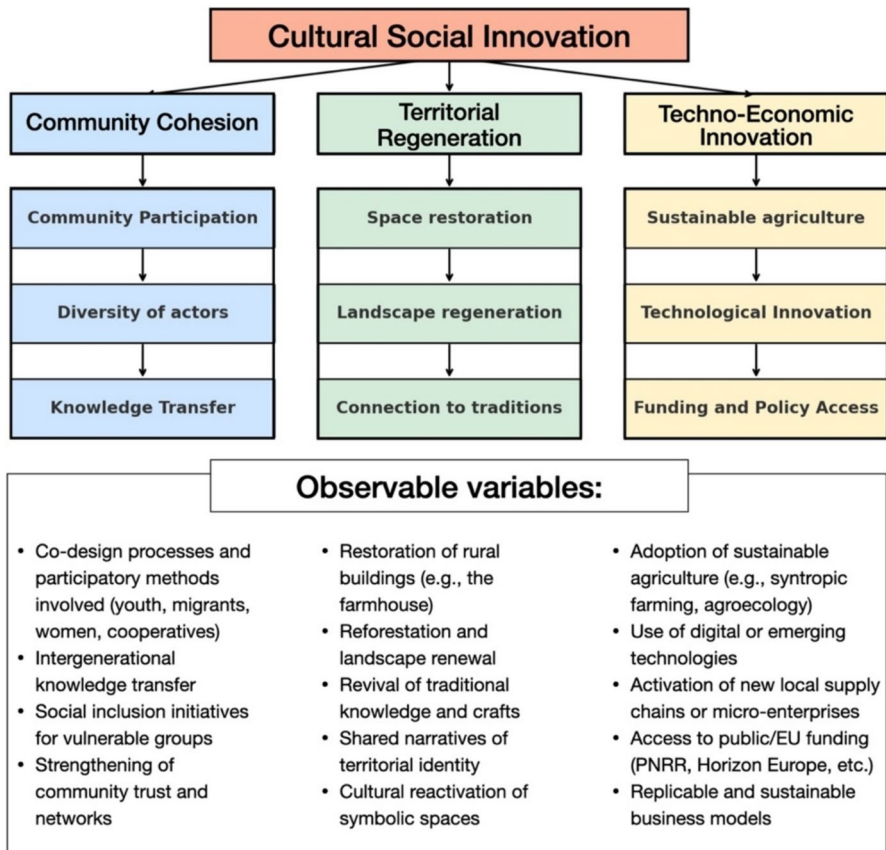 Cultural Social Innovation
Community Cohesion
Territorial
Regeneration
Techno-Economic
Innovation
Community Participation
Space restoration
Sustainable agriculture
Diversity of actors
Landscape regeneration
Technological Innovation
Knowledge Transfer
Connection to traditions
Funding and Policy Access
Observable variables:
• Co-design processes and
participatory methods
involved (youth, migrants,
women, cooperatives)
• Intergenerational
knowledge transfer
• Social inclusion initiatives
for vulnerable groups
• Strengthening of
community trust and
networks
• Restoration of rural
buildings (e.g., the
farmhouse)
• Reforestation and
landscape renewal
• Revival of traditional
knowledge and crafts
• Shared narratives of
territorial identity
• Cultural reactivation of
symbolic spaces
• Adoption of sustainable
agriculture (e.g., syntropic
farming, agroecology)
• Use of digital or emerging
technologies
• Activation of new local supply
chains or micro-enterprises
• Access to public/EU funding
(PNRR, Horizon Europe, etc.)
• Replicable and sustainable
business models